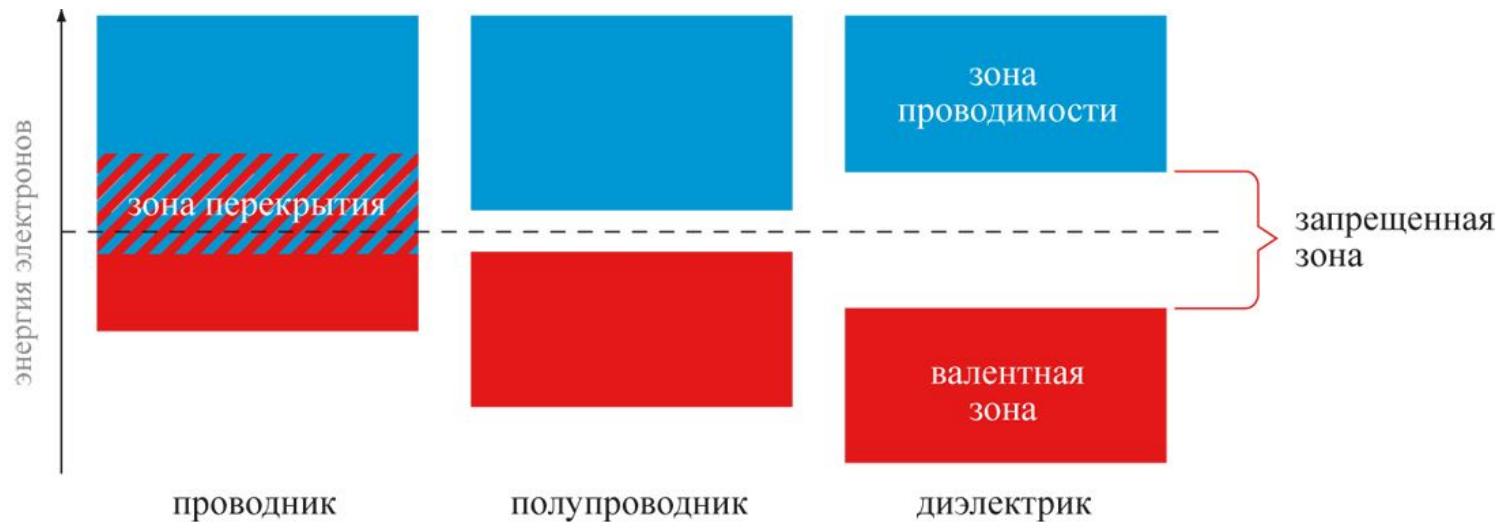 энергия электронов
зона перекрытия
зона
проводимости
запрещенная
зона
валентная
зона
проводник
полупроводник
диэлектрик